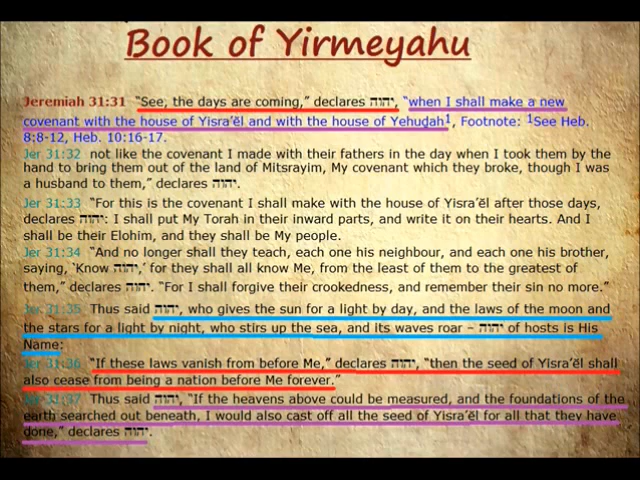 Book of Yirmeyahu
Jeremiah 31:31 “See, the days are coming,” declares יהוה, “when I shall make a new
covenant with the house of Yisra’ĕl and with the house of Yehuḏah¹, Footnote: ¹See Heb.
8:8-12, Heb. 10:16-17.
Jer 31:32 not like the covenant I made with their fathers in the day when I took them by the
hand to bring them out of the land of Mitsrayim, My covenant which they broke, though I was
a husband to them,” declares יהוה.
Jer 31:33 “For this is the covenant I shall make with the house of Yisra’ĕl after those days,
declares יהוה: I shall put My Torah in their inward parts, and write it on their hearts. And I
shall be their Elohim, and they shall be My people.
Jer 31:34 “And no longer shall they teach, each one his neighbour, and each one his brother,
saying, ‘Know יהוה,’ for they shall all know Me, from the least of them to the greatest of
them,” declares יהוה. “For I shall forgive their crookedness, and remember their sin no more.”
Jer 31:35 Thus said יהוה, who gives the sun for a light by day, and the laws of the moon and
the stars for a light by night, who stirs up the sea, and its waves roar – יהוה of hosts is His
Name:
Jer 31:36 “If these laws vanish from before Me,” declares יהוה, “then the seed of Yisra’ĕl shall
also cease from being a nation before Me forever.”
Jer 31:37 Thus said יהוה, “If the heavens above could be measured, and the foundations of the
earth searched out beneath, I would also cast off all the seed of Yisra’ĕl for all that they have
done,” declares יהוה.